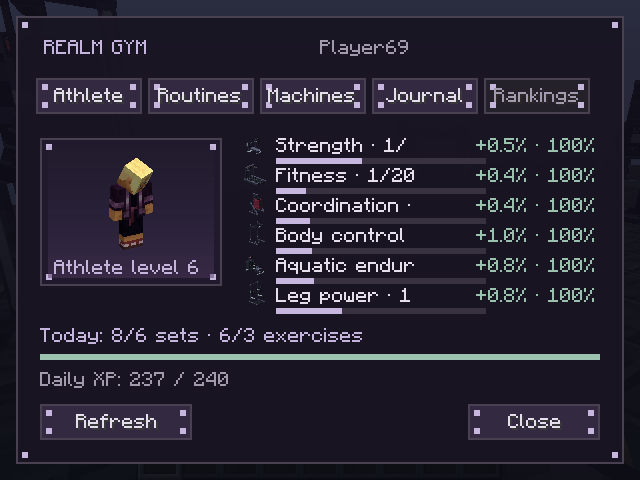 REALM GYM
Player69
Athlete
Routines
Machines
Journal
Rankings
Strength · 1/
+0.5% · 100%
Fitness · 1/20
+0.4% · 100%
Coordination ·
+0.4% · 100%
Body control
+1.0% · 100%
Aquatic endur
+0.8% · 100%
Leg power · 1
+0.8% · 100%
Athlete level 6
Today: 8/6 sets · 6/3 exercises
Daily XP: 237 / 240
Refresh
Close